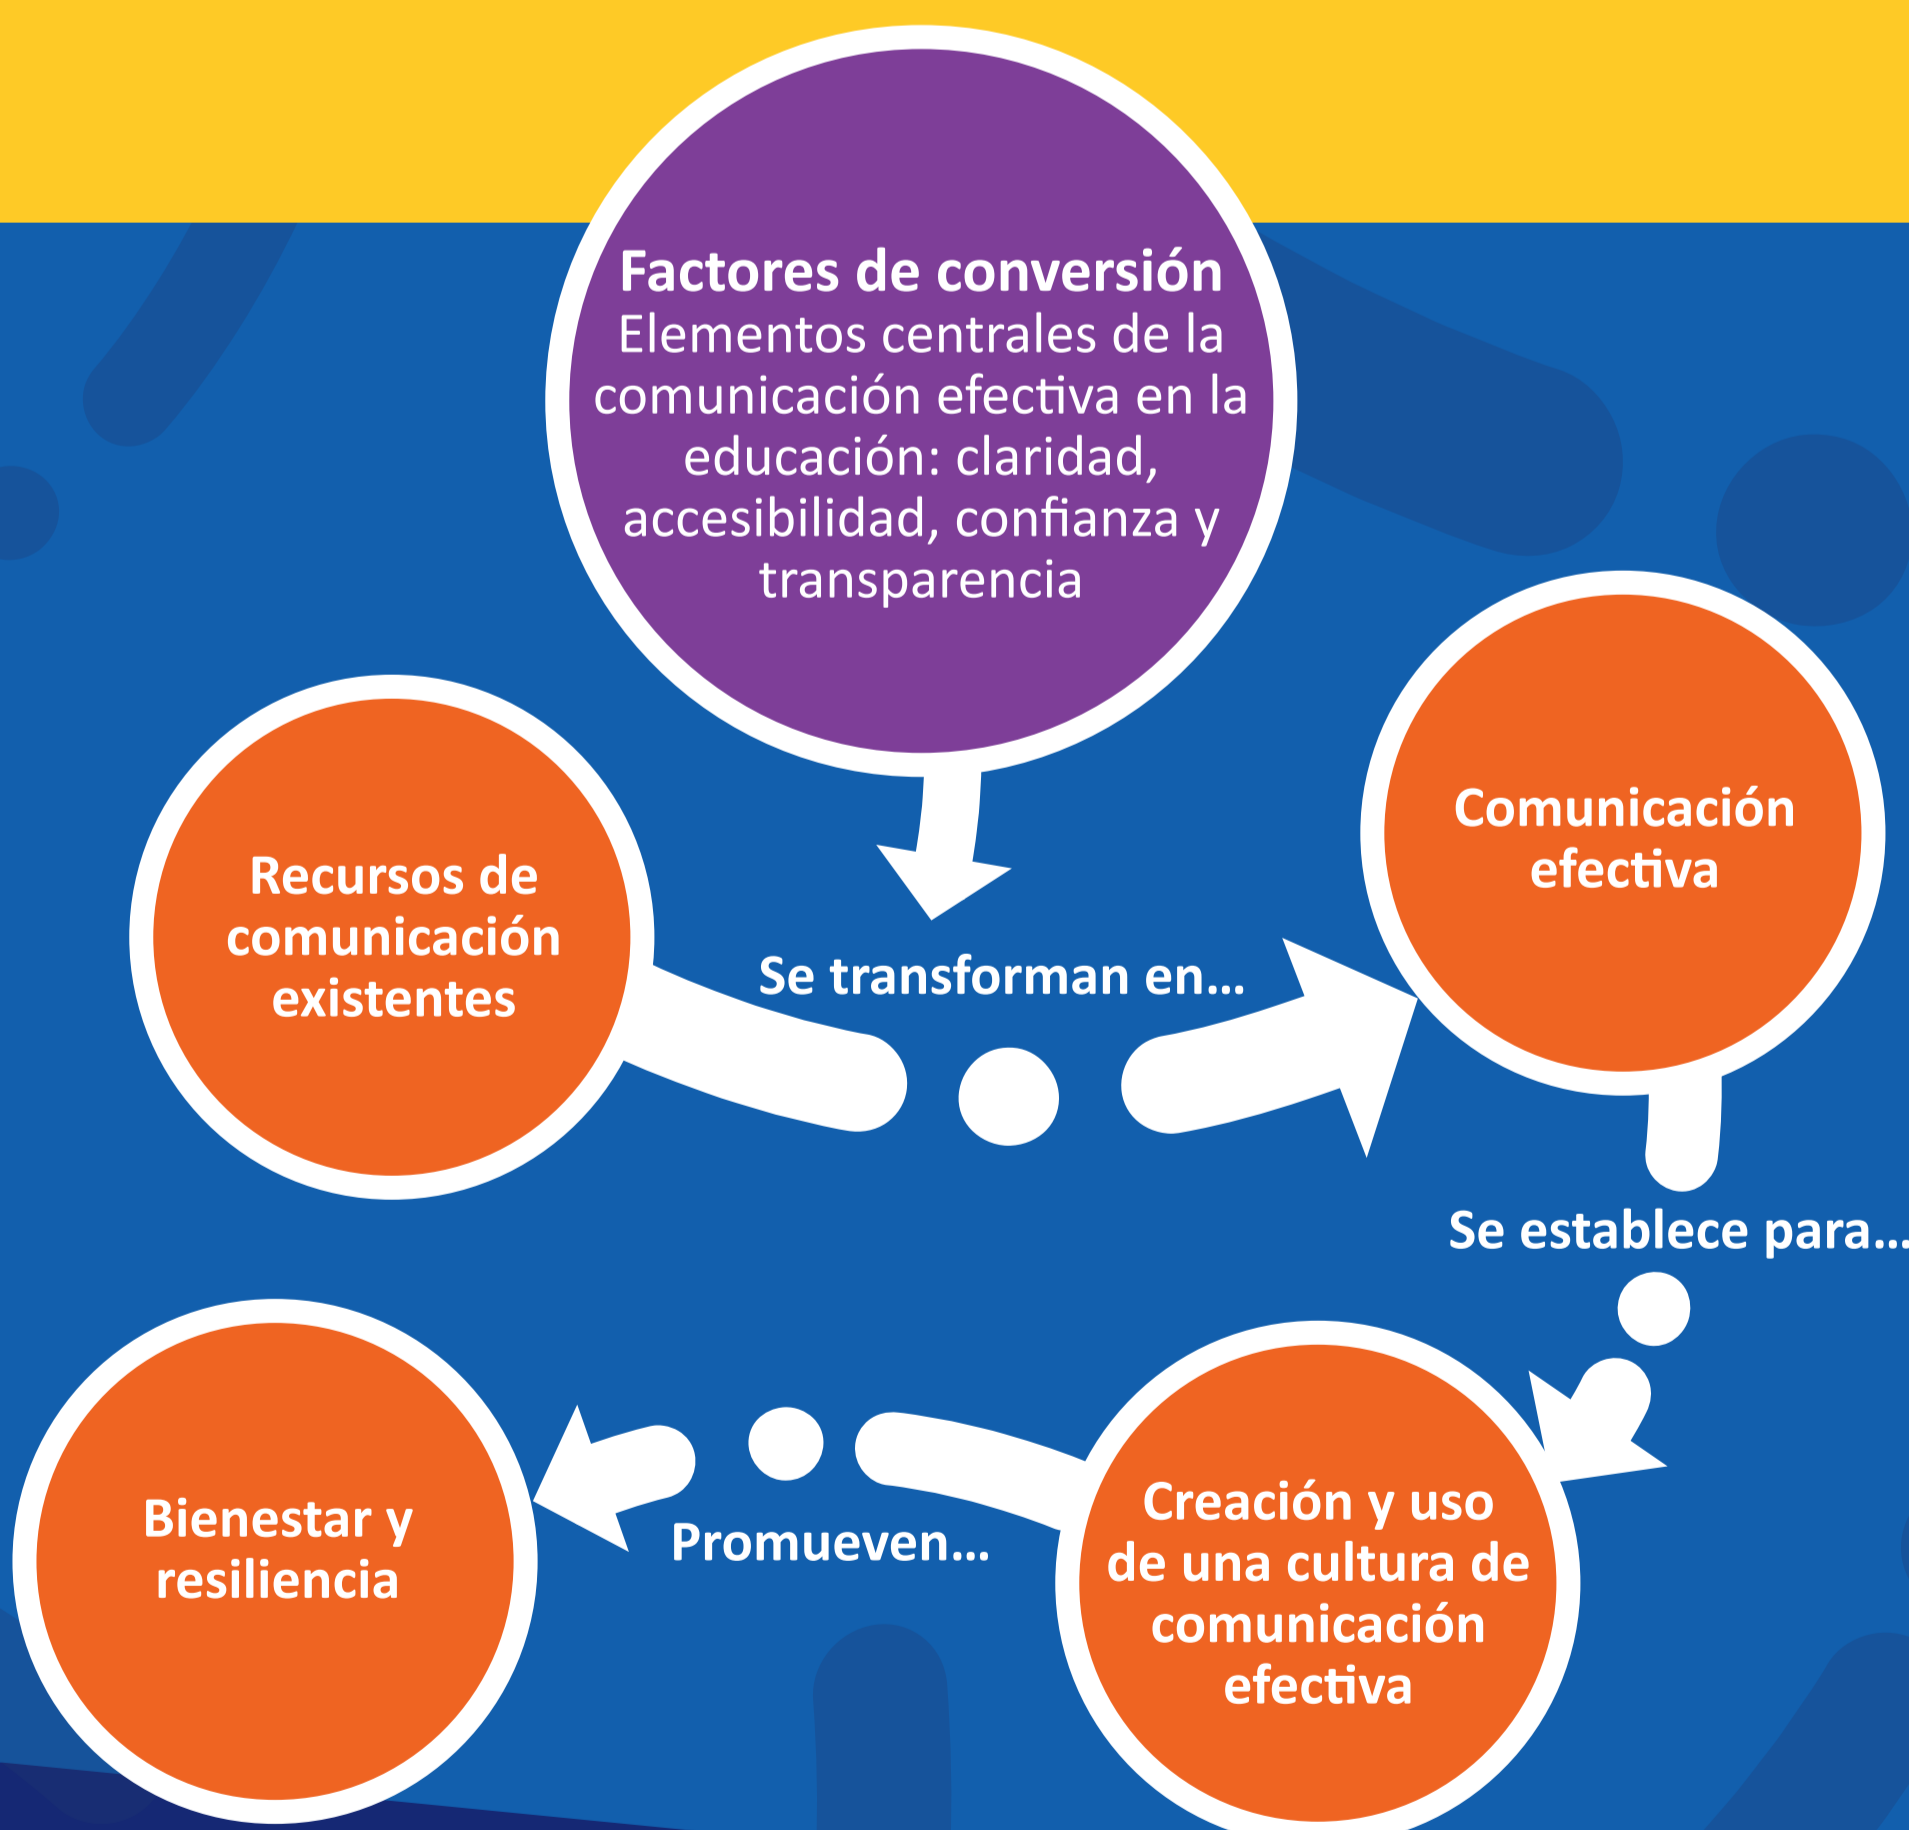 Factores de conversión
Elementos centrales de la
comunicación efectiva en la
educación: claridad,
accesibilidad, confianza y
transparencia
Recursos de
comunicación
existentes
Se transforman en...
Comunicación
efectiva
Se establece para...
Creación y uso
de una cultura de
comunicación
efectiva
Promueven...
Bienestar y
resiliencia